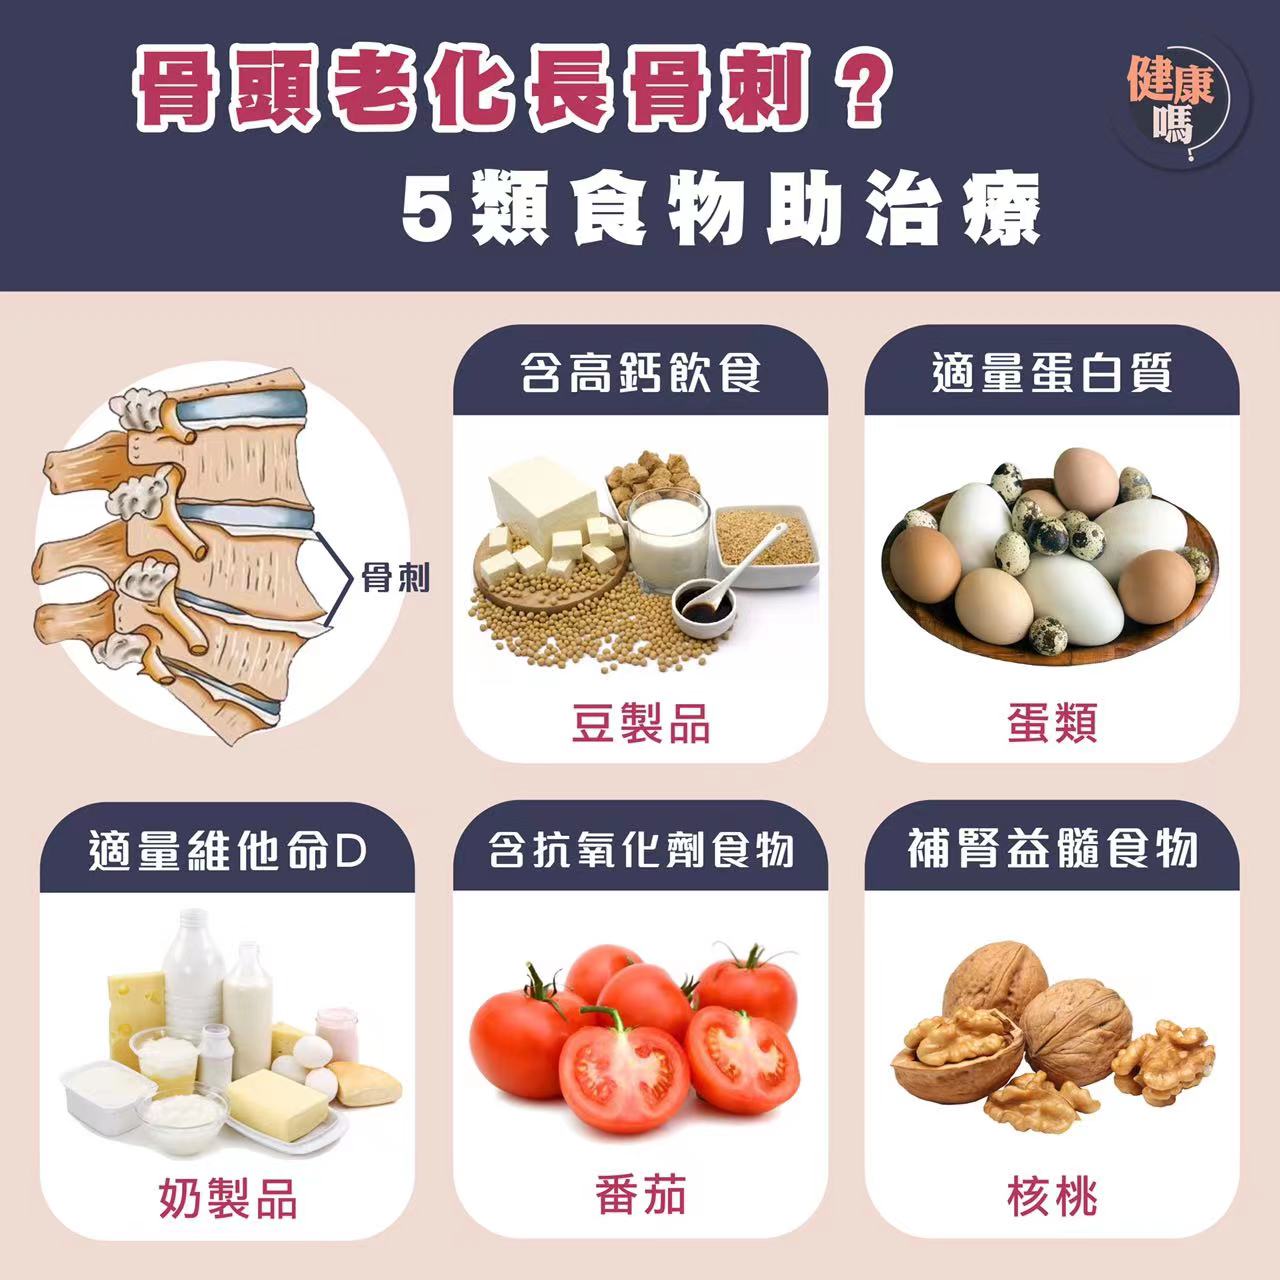 骨頭老化長骨刺？
健康
嗎
5類食物助治療
骨刺
含高鈣飲食
豆製品
適量蛋白質
蛋類
適量維他命D
奶製品
含抗氧化劑食物
番茄
補腎益髓食物
核桃